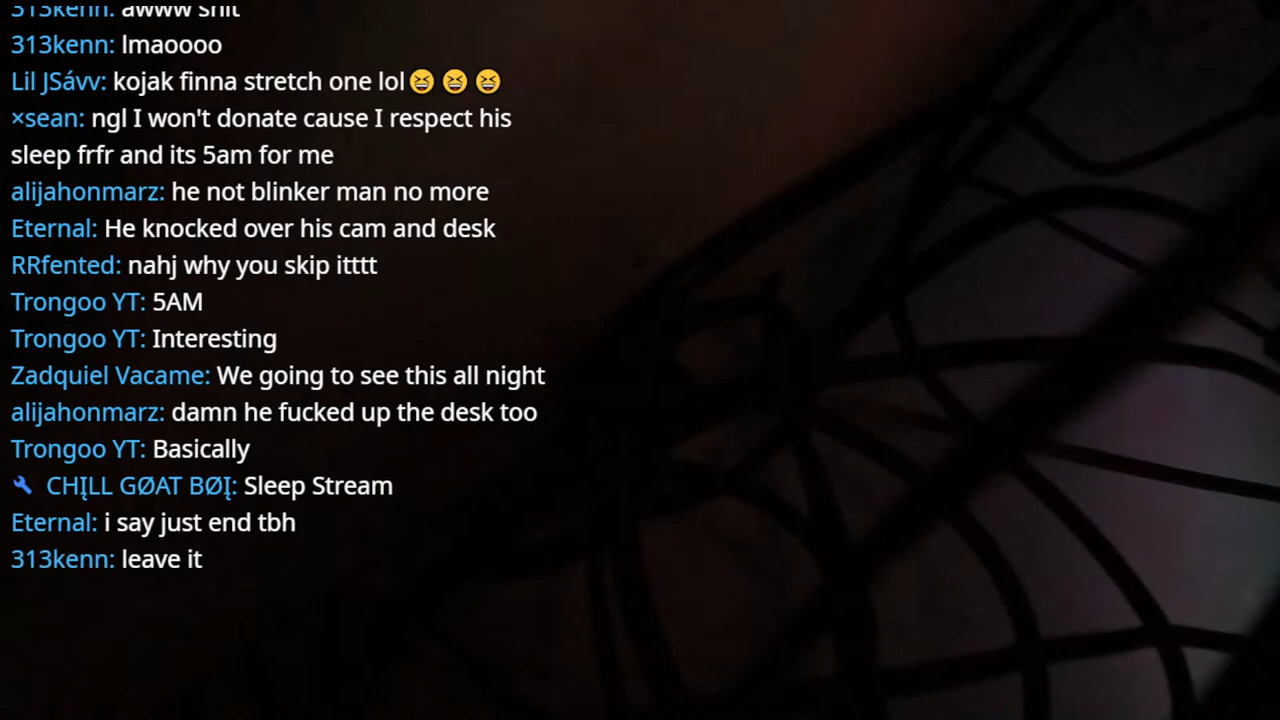 313kenn: awww shit
313kenn: lmaoooo
Lil JSávv: kojak finna stretch one lol😆 😆 😆
×sean: ngl I won't donate cause I respect his
sleep frfr and its 5am for me
alijahonmarz: he not blinker man no more
Eternal: He knocked over his cam and desk
RRfented: nahj why you skip itttt
Trongoo YT: 5AM
Trongoo YT: Interesting
Zadquiel Vacame: We going to see this all night
alijahonmarz: damn he fucked up the desk too
Trongoo YT: Basically
CHĮLL GØAT BØĮ: Sleep Stream
Eternal: i say just end tbh
313kenn: leave it